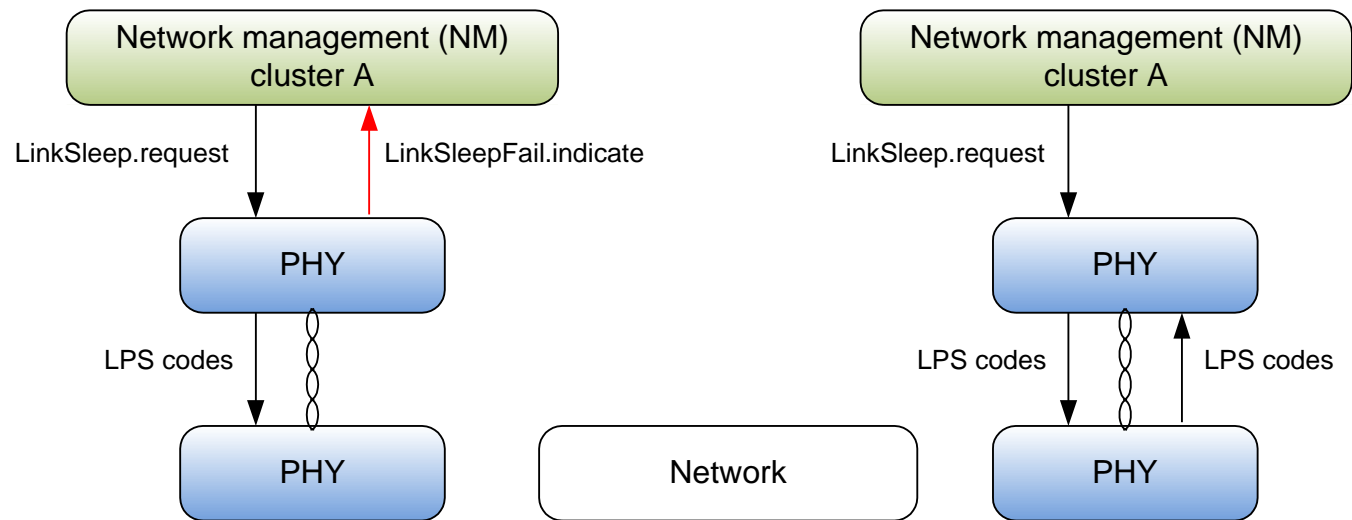 Network management (NM)
cluster A
LinkSleep.request
LinkSleepFail.indicate
PHY
LPS codes
PHY
Network
Network management (NM)
cluster A
LinkSleep.request
PHY
LPS codes
LPS codes
PHY